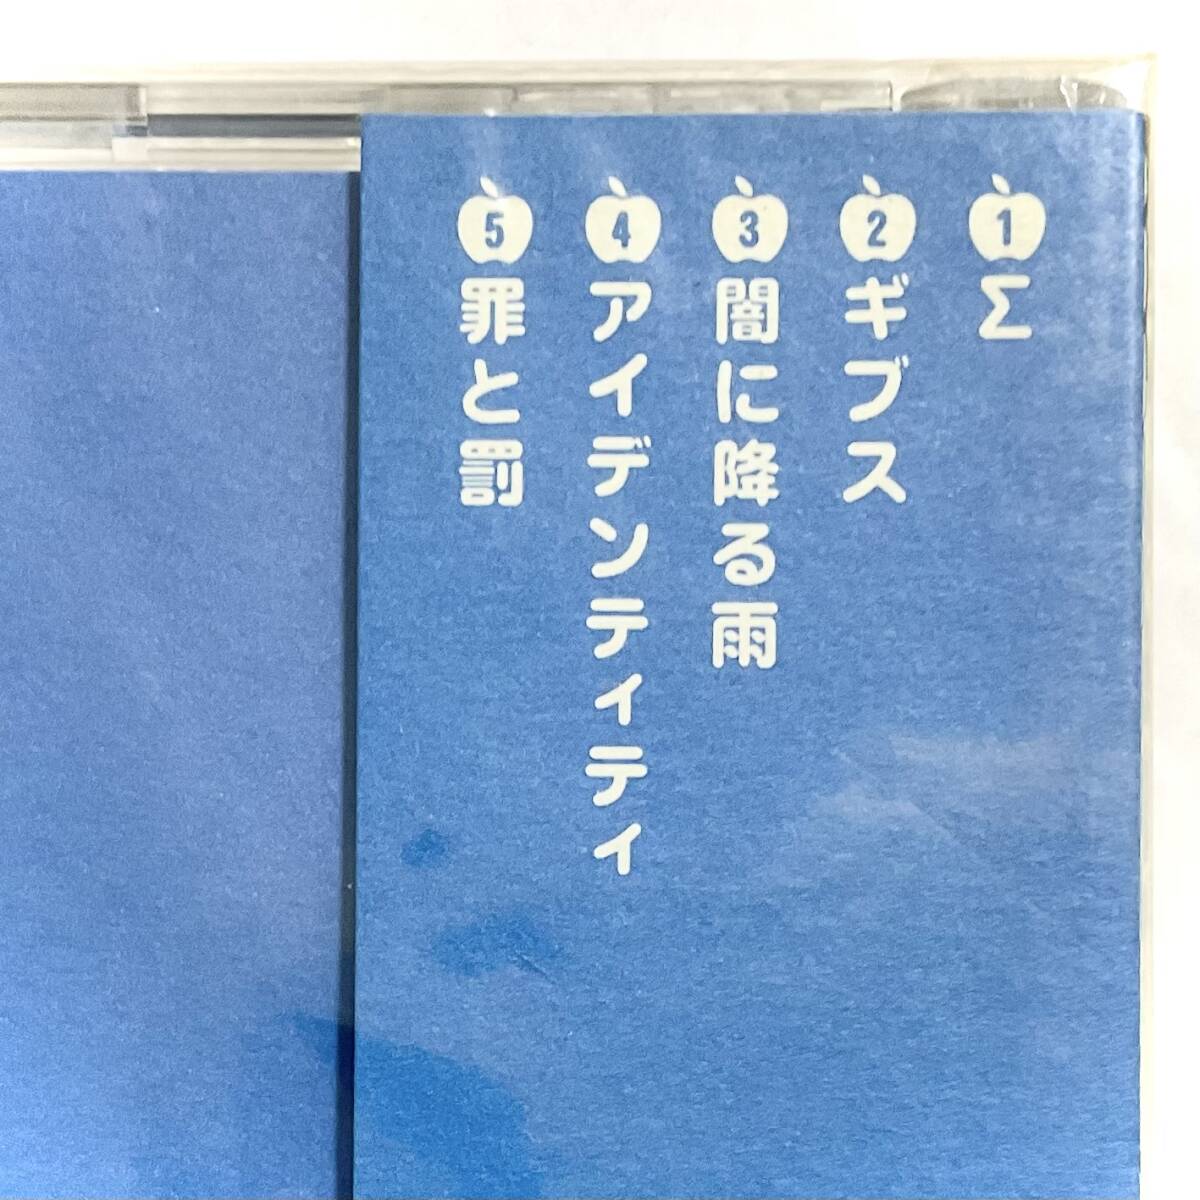 1 Σ
2 ギブス
3 闇に降る雨
4 アイデンティティ
5 罪と罰